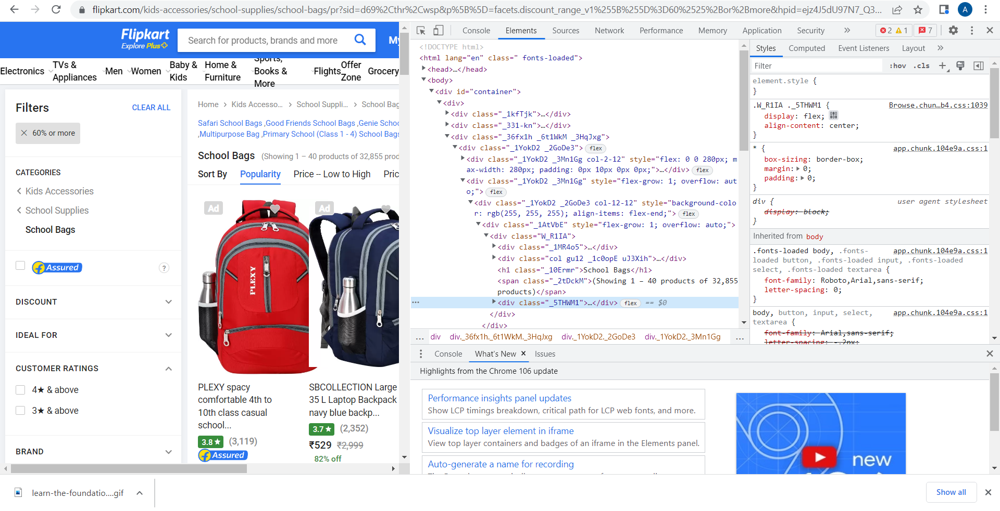 flipkart.com/kids-accessories/school-supplies/school-bags/pr?sid=d69%2Cthr%2Cwsp&p%5B%5D=facets.discount_range_v1%255B%255D%3D60%2525%2Bor%2Bmore&hpid=ejz4J5dU97N7_Q3...
A
Flipkart
Explore Plus
Search for products, brands and more
My
Electronics
TVs &
Appliances
Men
Women
Baby &
Kids
Home &
Furniture
Sports,
Books &
More
Flights
Offer
Zone
Grocery
Filters
CLEAR ALL
60% or more
CATEGORIES
Kids Accessories
School Supplies
School Bags
Assured
?
DISCOUNT
IDEAL FOR
CUSTOMER RATINGS
4★ & above
3★ & above
BRAND
Home
Kids Accesso...
School Suppli...
School Bag
Safari School Bags ,Good Friends School Bags ,Genie Schoo
,Multipurpose Bag ,Primary School (Class 1 - 4) School Bags
School Bags (Showing 1 – 40 products of 32,855 prod
Sort By
Popularity
Price -- Low to High
Pric
Ad
Ad
PLEXY
PLEXY spacy
comfortable 4th to
10th class casual
school...
3.8★ (3,119)
Assured
SBCOLLECTION Large
35 L Laptop Backpack
navy blue backp...
3.7★ (2,352)
₹529 ₹2,999
82% off
Console
Elements
Sources
Network
Performance
Memory
Application
Security
»
2
1
7
<!DOCTYPE html>
<html lang="en" class=" fonts-loaded">
<head>…</head>
<body>
<div id="container">
<div>
<div class="_1kfTjk">…</div>
<div class="_331-kn">…</div>
<div class="_36fx1h _6t1WkM _3HqJxg">
<div class="_1YokD2 _2GoDe3"> flex
<div class="_1YokD2 _3Mn1Gg col-2-12" style="flex: 0 0 280px; m
ax-width: 280px; padding: 0px 10px 0px 0px;">…</div> flex
<div class="_1YokD2 _3Mn1Gg" style="flex-grow: 1; overflow: aut
o;"> flex
<div class="_1YokD2 _2GoDe3 col-12-12" style="background-colo
r: rgb(255, 255, 255); align-items: flex-end;"> flex
<div class="_1AtVbE" style="flex-grow: 1; overflow: auto;">
<div class="W_R1IA">
<div class="_1MR4o5">…</div>
<div class="col gu12 _1c0opE uJ3Xih">…</div>
<h1 class="_10Ermr">School Bags</h1>
<span class="_2tDckM">(Showing 1 – 40 products of 32,855
products)</span>
... <div class="_5THWM1">…</div> flex == $0
</div>
</div>
... div div._36fx1h._6t1WkM._3HqJxg div._1YokD2._2GoDe3 div._1YokD2._3Mn1Gg ...
Styles
Computed
Event Listeners
Layout
»
Filter
:hov .cls +
element.style {
}
.W_R1IA ._5THWM1 { Browse.chun…b4.css:1039
display: flex;
align-content: center;
}
* { app.chunk.104e9a.css:1
box-sizing: border-box;
margin: 0;
padding: 0;
}
div { user agent stylesheet
display: block;
}
Inherited from body
.fonts-loaded body, .fonts- app.chunk.104e9a.css:1
loaded button, .fonts-loaded input, .fonts-loaded
select, .fonts-loaded textarea {
font-family: Roboto,Arial,sans-serif;
letter-spacing: 0;
}
body, button, input, select, app.chunk.104e9a.css:1
textarea {
font-family: Arial,sans-serif;
letter-spacing: -.2px;
Console
What's New ×
Issues
Highlights from the Chrome 106 update
Performance insights panel updates
Show LCP timings breakdown, critical path for LCP web fonts, and more.
Visualize top layer element in iframe
View top layer containers and badges of an iframe in the Elements panel.
Auto-generate a name for recording
new
learn-the-foundatio....gif
Show all